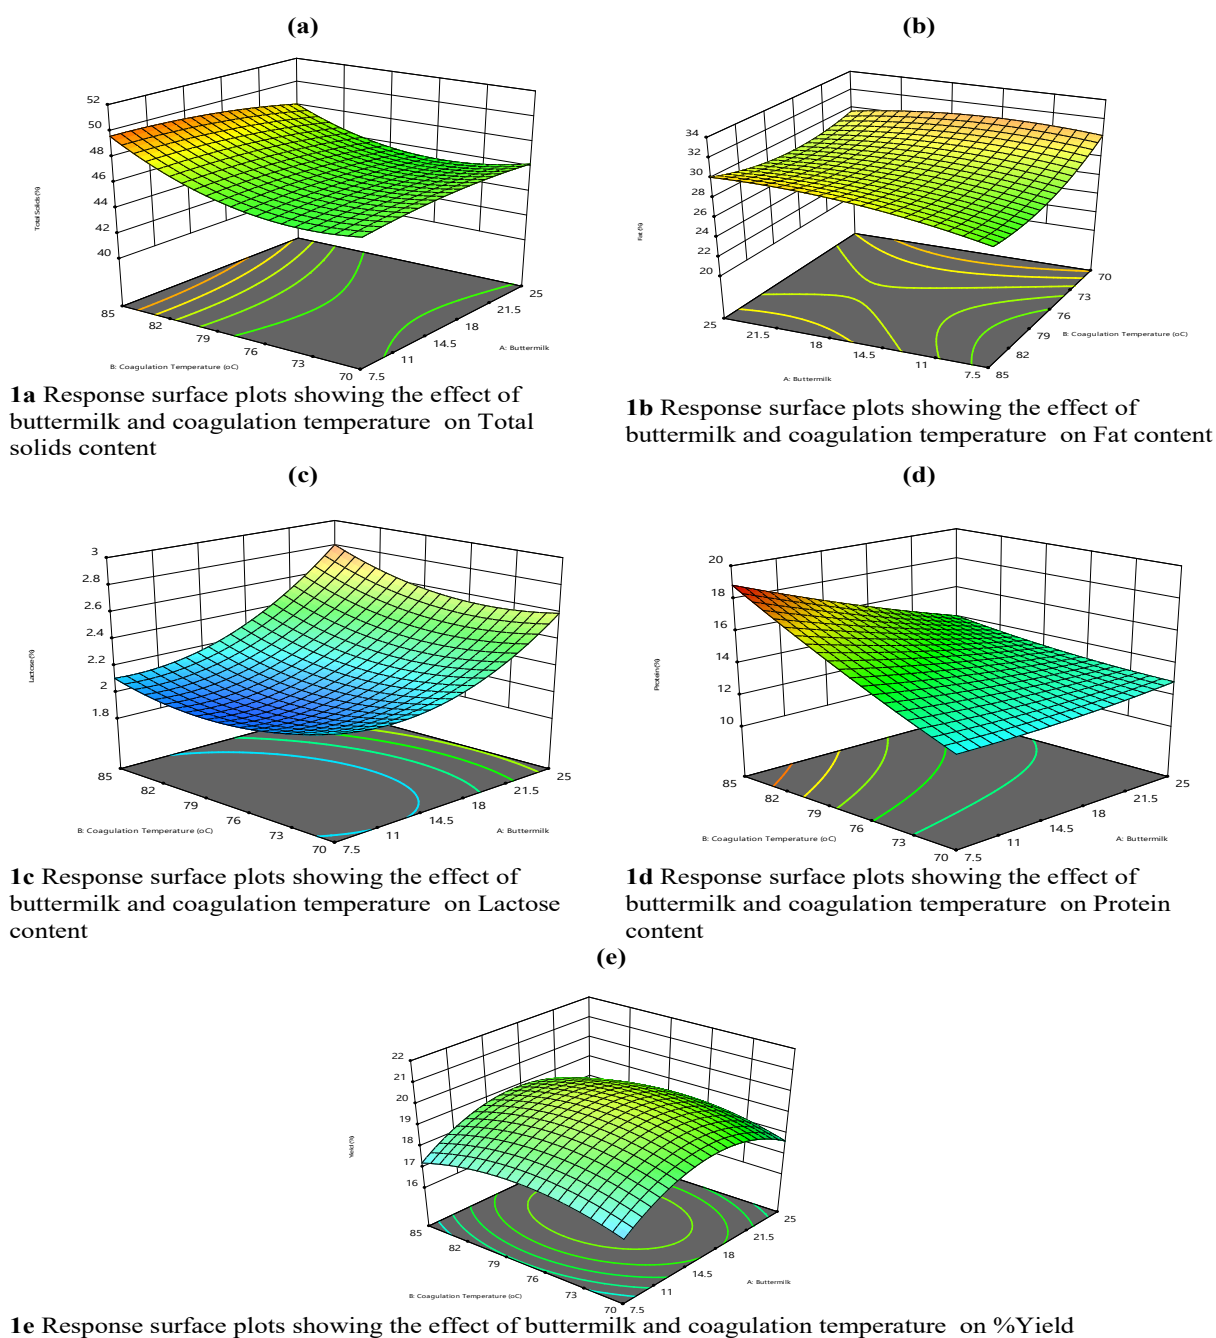 (a)
52
50
48
46
44
42
40
Total Solids (%)
85
82
79
76
73
70
B: Coagulation Temperature (oC)
7.5
11
14.5
18
21.5
25
A: Buttermilk
1a Response surface plots showing the effect of
buttermilk and coagulation temperature on Total
solids content
(b)
34
32
30
28
26
24
22
20
Fat (%)
25
21.5
18
14.5
11
7.5
A: Buttermilk
85
82
79
76
73
70
B: Coagulation Temperature (oC)
1b Response surface plots showing the effect of
buttermilk and coagulation temperature on Fat content
(c)
3
2.8
2.6
2.4
2.2
2
1.8
Lactose (%)
85
82
79
76
73
70
B: Coagulation Temperature (oC)
7.5
11
14.5
18
21.5
25
A: Buttermilk
1c Response surface plots showing the effect of
buttermilk and coagulation temperature on Lactose
content
(d)
20
18
16
14
12
10
Protein (%)
85
82
79
76
73
70
B: Coagulation Temperature (oC)
7.5
11
14.5
18
21.5
25
A: Buttermilk
1d Response surface plots showing the effect of
buttermilk and coagulation temperature on Protein
content
(e)
22
21
20
19
18
17
16
Yield (%)
85
82
79
76
73
70
B: Coagulation Temperature (oC)
7.5
11
14.5
18
21.5
25
A: Buttermilk
1e Response surface plots showing the effect of buttermilk and coagulation temperature on %Yield